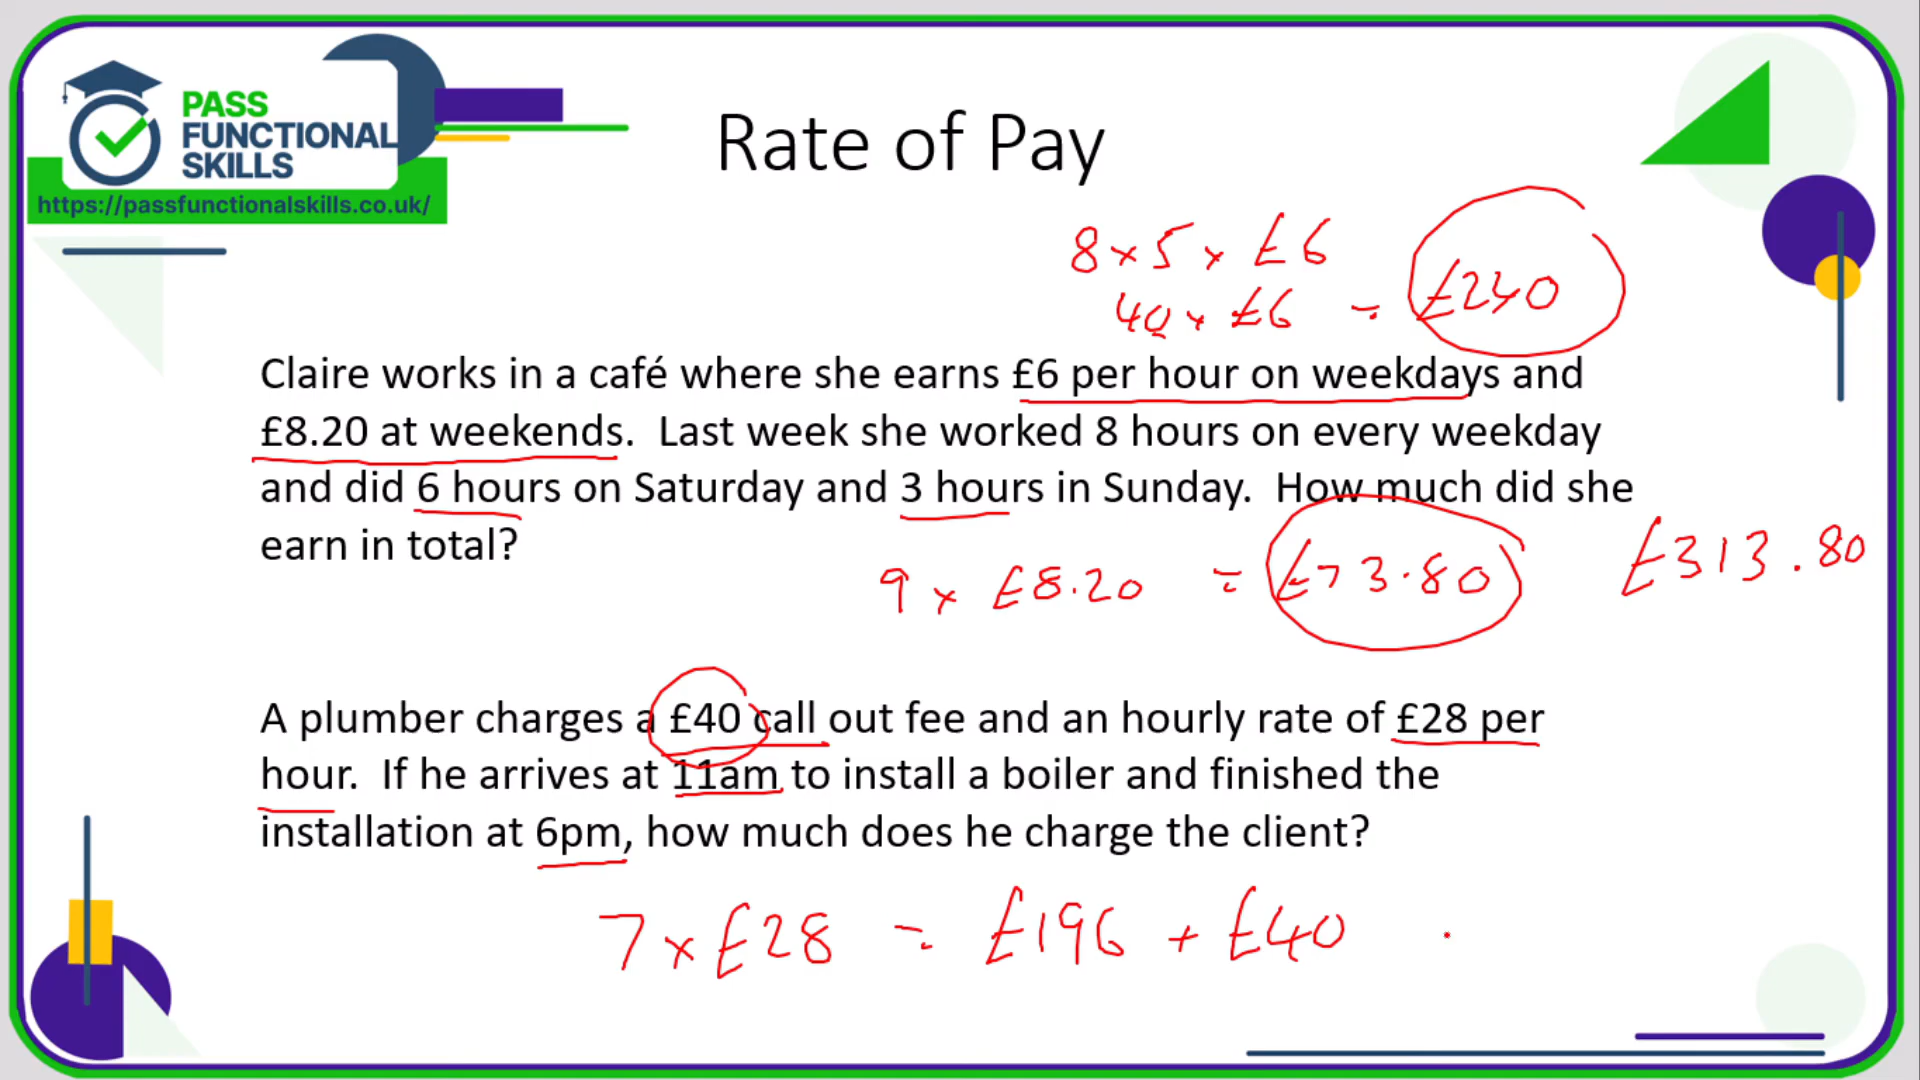 PASS
FUNCTIONAL
SKILLS
https://passfunctionalskills.co.uk/
Rate of Pay
8 × 5 × £6
40 × £6 = £240
Claire works in a café where she earns £6 per hour on weekdays and
£8.20 at weekends. Last week she worked 8 hours on every weekday
and did 6 hours on Saturday and 3 hours in Sunday. How much did she
earn in total?
9 × £8.20 = £73.80
£313.80
A plumber charges a £40 call out fee and an hourly rate of £28 per
hour. If he arrives at 11am to install a boiler and finished the
installation at 6pm, how much does he charge the client?
7 × £28 = £196 + £40